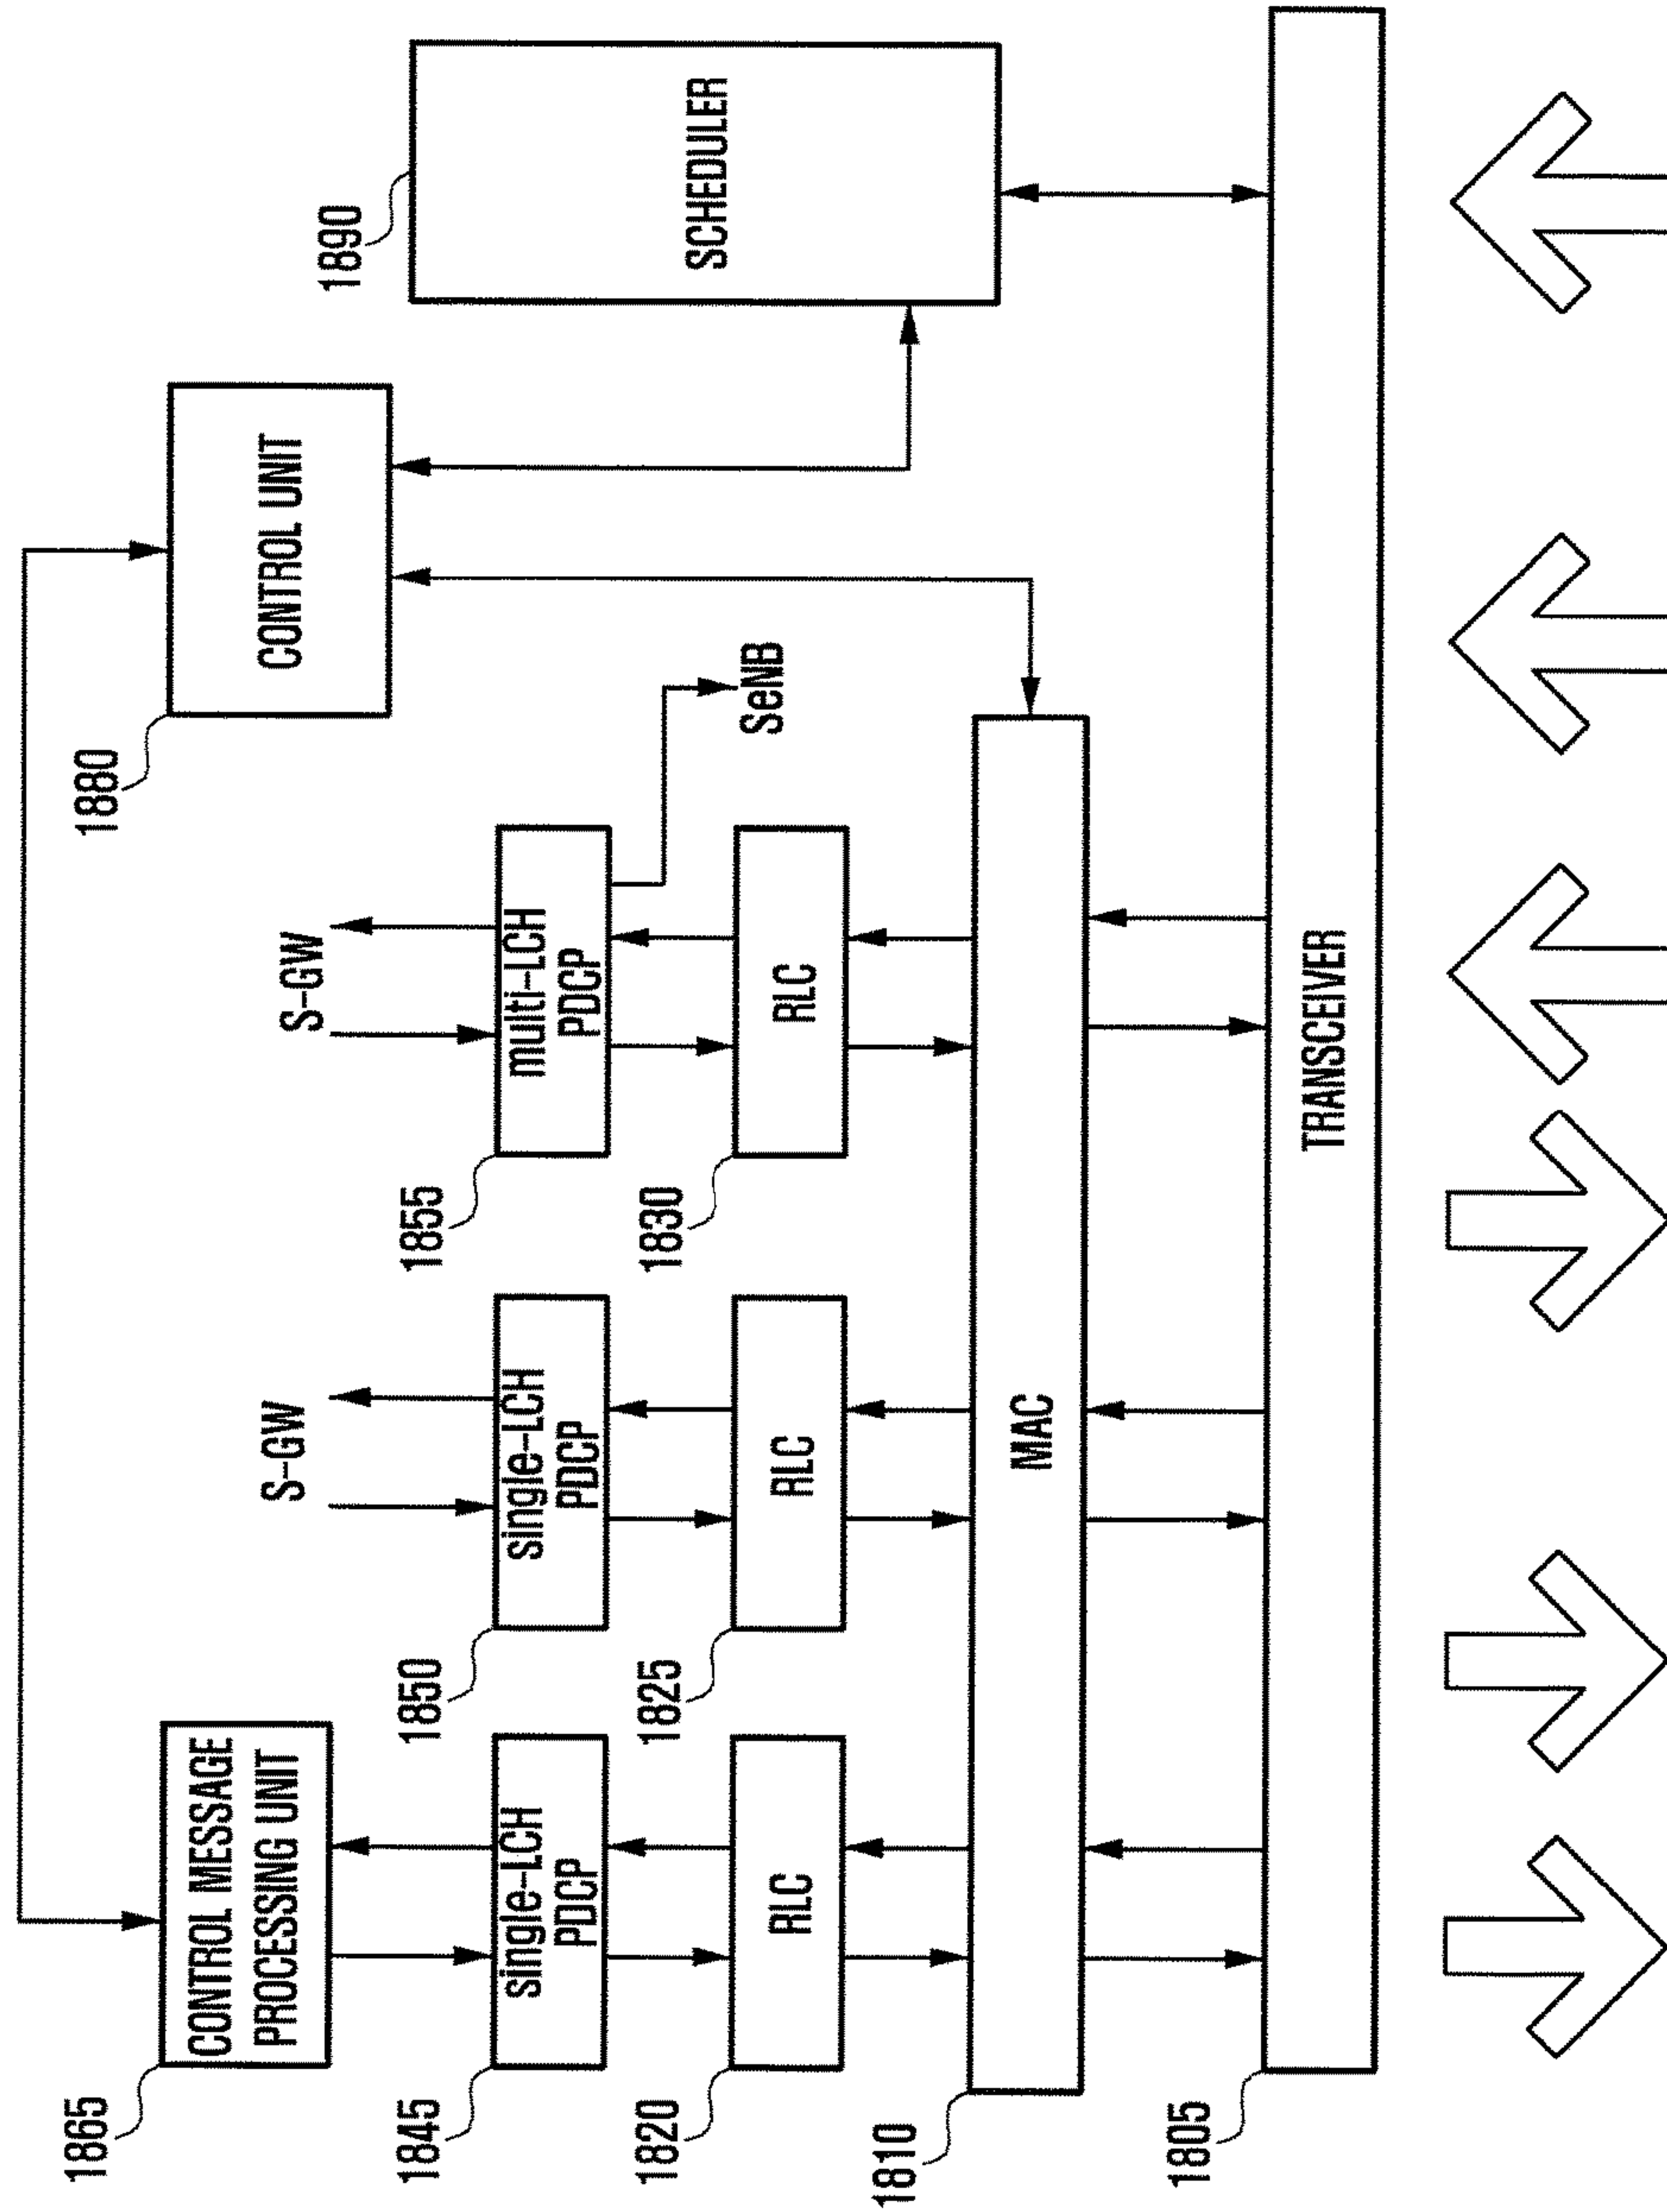 1865
CONTROL MESSAGE
PROCESSING UNIT
1880
CONTROL UNIT
1890
SCHEDULER
S-GW
S-GW
1845
single-LCH
PDCP
1850
single-LCH
PDCP
1855
multi-LCH
PDCP
SeNB
1820
RLC
1825
RLC
1830
RLC
1810
MAC
1805
TRANSCEIVER